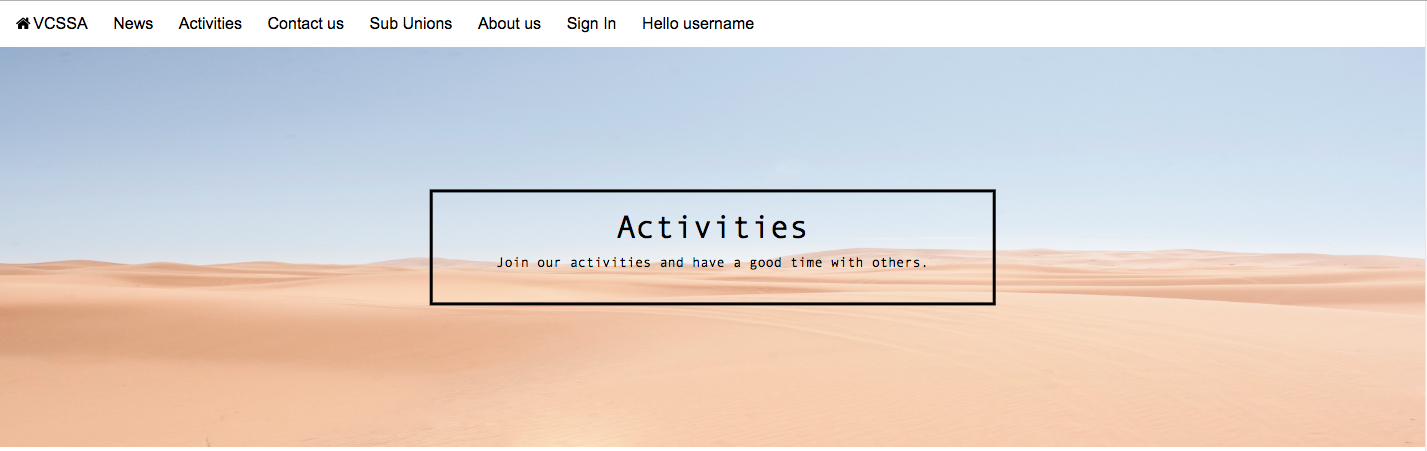 VCSSA News Activities Contact us Sub Unions About us Sign In Hello username
Activities
Join our activities and have a good time with others.